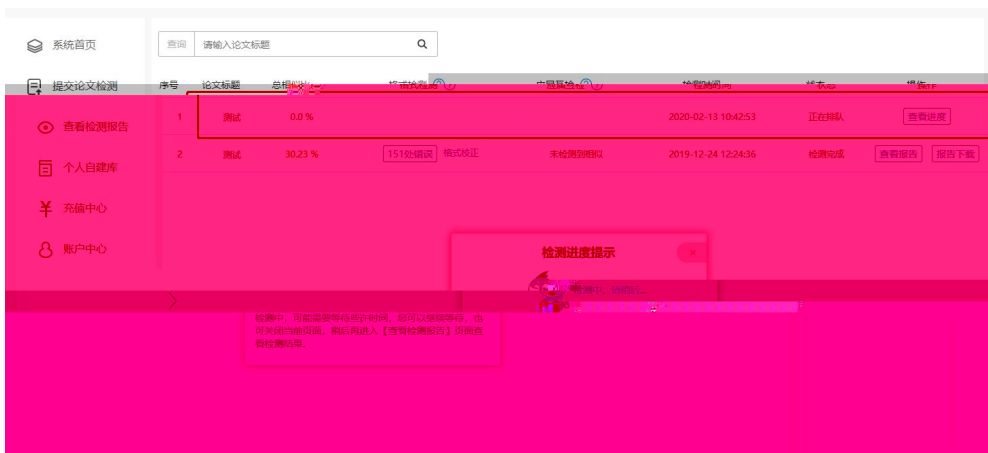 系统首页
查询 请输入论文标题
提交论文检测
序号 论文标题 检测时间 状态
查看检测报告
1 测试 0.0 % 2020-02-13 10:42:53 正在排队 查看进度
2 测试 30.23 % 151处错误 格式校正 未检测到相似 2019-12-24 12:24:36 检测完成 查看报告 报告下载
个人自建库
充值中心
账户中心
检测进度提示
检测中，可能需要等待些许时间，您可以继续等待，也
可关闭当前页面，稍后再进入【查看检测报告】页面查
看检测结果。